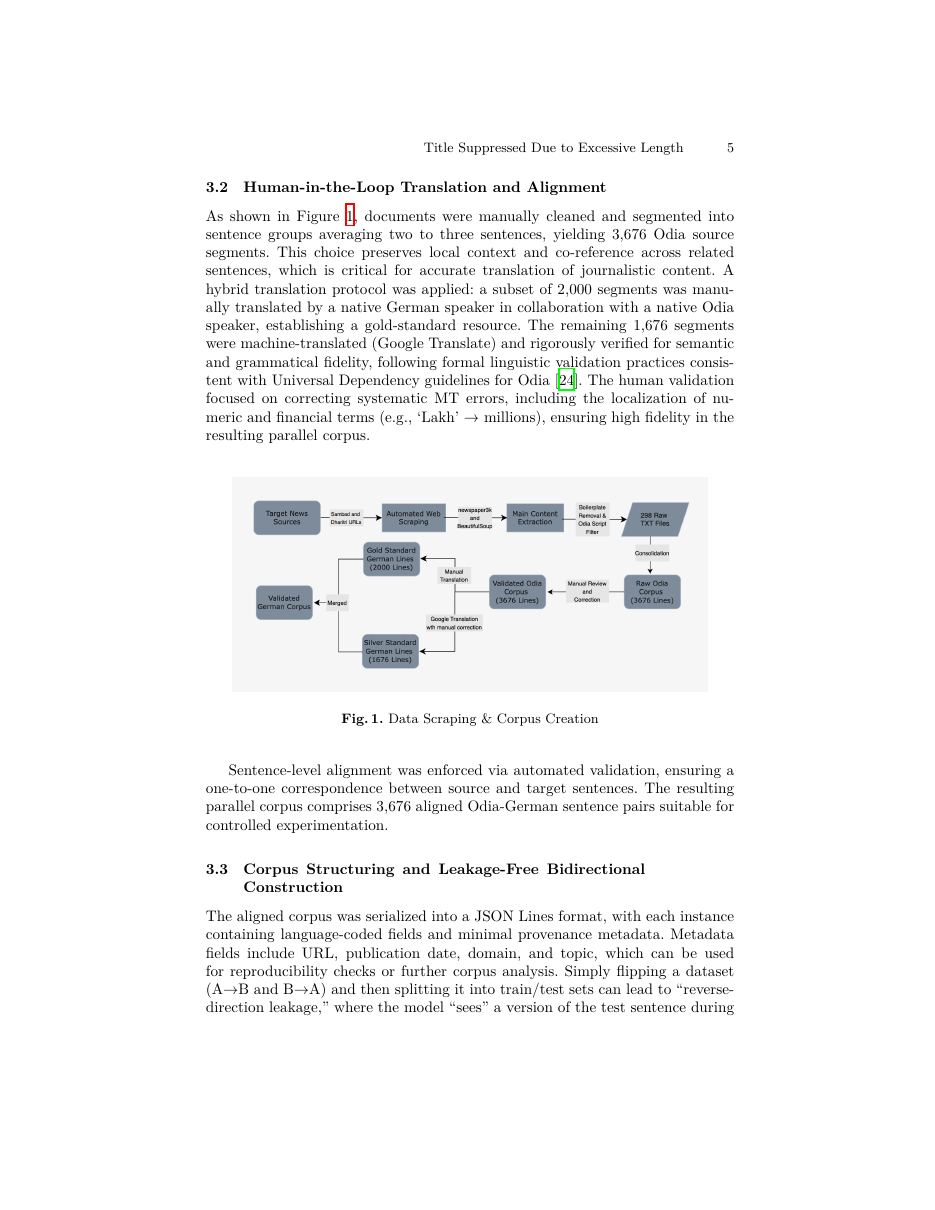 Title Suppressed Due to Excessive Length 5
3.2 Human-in-the-Loop Translation and Alignment
As shown in Figure 1, documents were manually cleaned and segmented into
sentence groups averaging two to three sentences, yielding 3,676 Odia source
segments. This choice preserves local context and co-reference across related
sentences, which is critical for accurate translation of journalistic content. A
hybrid translation protocol was applied: a subset of 2,000 segments was manu-
ally translated by a native German speaker in collaboration with a native Odia
speaker, establishing a gold-standard resource. The remaining 1,676 segments
were machine-translated (Google Translate) and rigorously verified for semantic
and grammatical fidelity, following formal linguistic validation practices consis-
tent with Universal Dependency guidelines for Odia [24]. The human validation
focused on correcting systematic MT errors, including the localization of nu-
meric and financial terms (e.g., ‘Lakh’ → millions), ensuring high fidelity in the
resulting parallel corpus.
Target News
Sources
Sambad and
Dharitri URLs
Automated Web
Scraping
newspaper3k
and
BeautifulSoup
Main Content
Extraction
Boilerplate
Removal &
Odia Script
Filter
298 Raw
TXT Files
Consolidation
Raw Odia
Corpus
(3676 Lines)
Manual Review
and
Correction
Validated Odia
Corpus
(3676 Lines)
Manual
Translation
Gold Standard
German Lines
(2000 Lines)
Google Translation
with manual correction
Silver Standard
German Lines
(1676 Lines)
Merged
Validated
German Corpus
Fig. 1. Data Scraping & Corpus Creation
Sentence-level alignment was enforced via automated validation, ensuring a
one-to-one correspondence between source and target sentences. The resulting
parallel corpus comprises 3,676 aligned Odia-German sentence pairs suitable for
controlled experimentation.
3.3 Corpus Structuring and Leakage-Free Bidirectional
Construction
The aligned corpus was serialized into a JSON Lines format, with each instance
containing language-coded fields and minimal provenance metadata. Metadata
fields include URL, publication date, domain, and topic, which can be used
for reproducibility checks or further corpus analysis. Simply flipping a dataset
(A→B and B→A) and then splitting it into train/test sets can lead to “reverse-
direction leakage,” where the model “sees” a version of the test sentence during